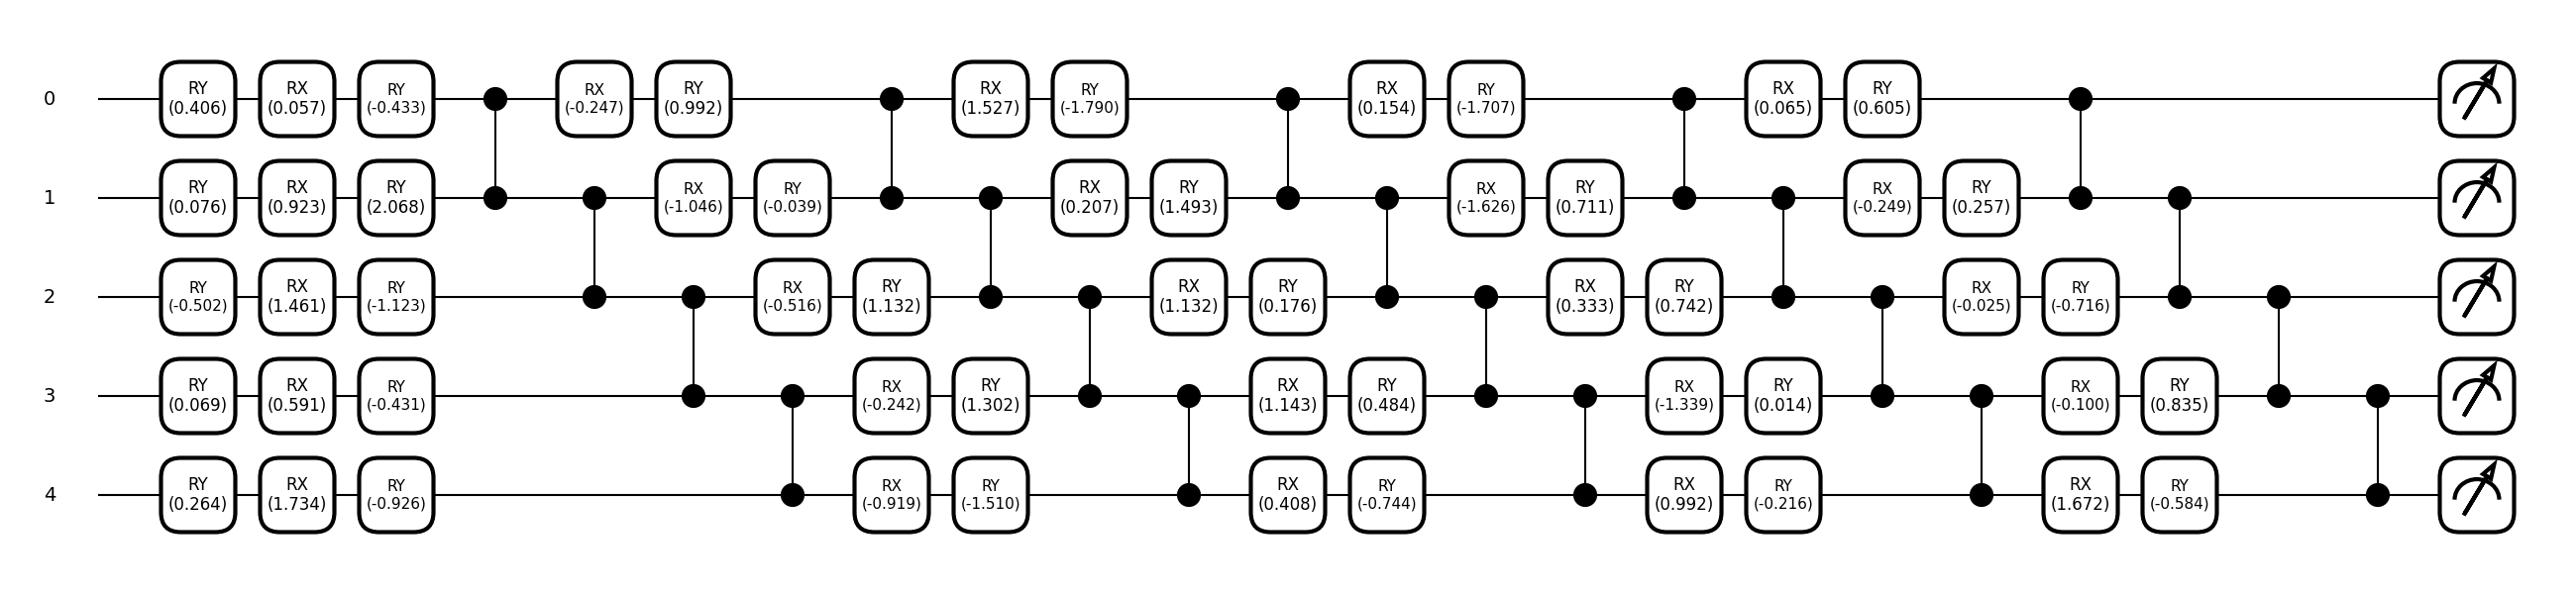 0 RY RX RY RX RY RX RY RX RY RX RY
(0.406) (0.057) (-0.433) (-0.247) (0.992) (1.527) (-1.790) (0.154) (-1.707) (0.065) (0.605)
1 RY RX RY RX RY RX RY RX RY RX RY
(0.076) (0.923) (2.068) (-1.046) (-0.039) (0.207) (1.493) (-1.626) (0.711) (-0.249) (0.257)
2 RY RX RY RX RY RX RY RX RY RX RY
(-0.502) (1.461) (-1.123) (-0.516) (1.132) (1.132) (0.176) (0.333) (0.742) (-0.025) (-0.716)
3 RY RX RY RX RY RX RY RX RY RX RY
(0.069) (0.591) (-0.431) (-0.242) (1.302) (1.143) (0.484) (-1.339) (0.014) (-0.100) (0.835)
4 RY RX RY RX RY RX RY RX RY RX RY
(0.264) (1.734) (-0.926) (-0.919) (-1.510) (0.408) (-0.744) (0.992) (-0.216) (1.672) (-0.584)